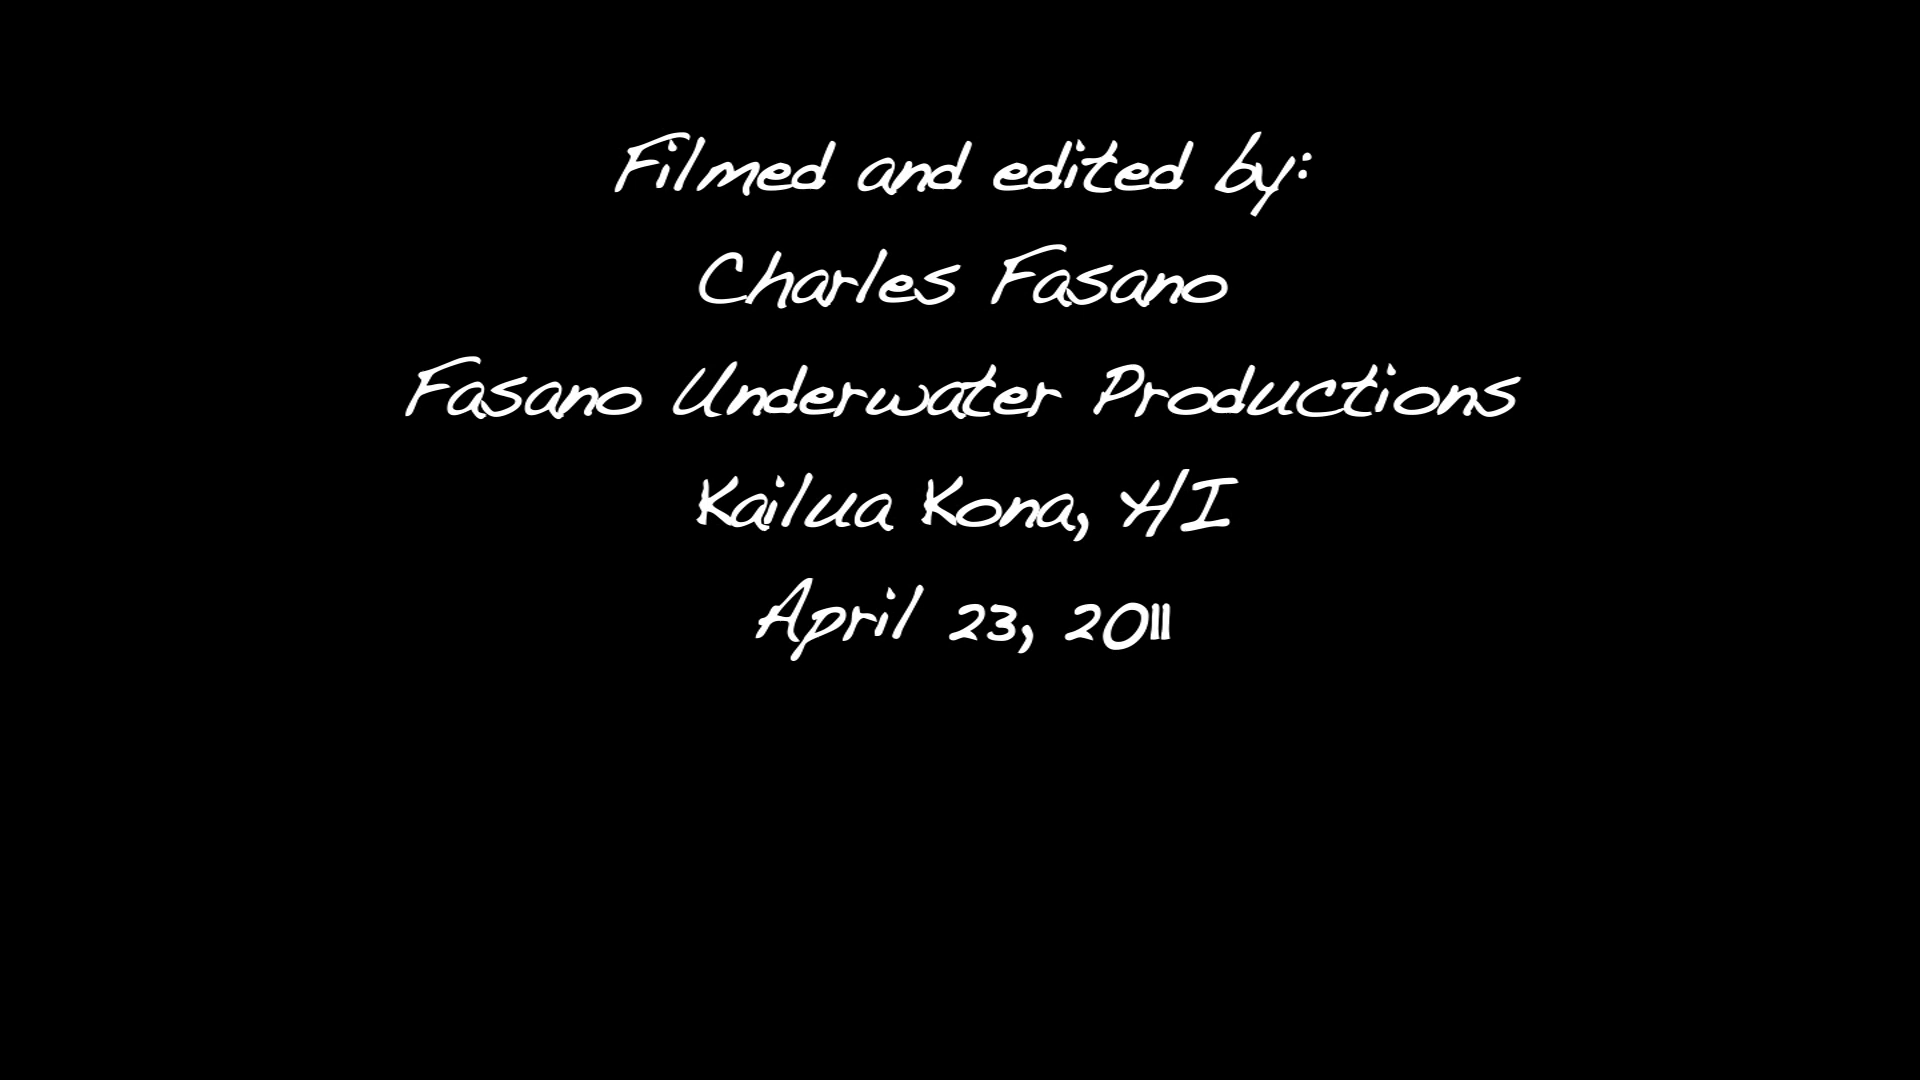 Filmed and edited by:
Charles Fasano
Fasano Underwater Productions
Kailua Kona, HI
April 23, 2011